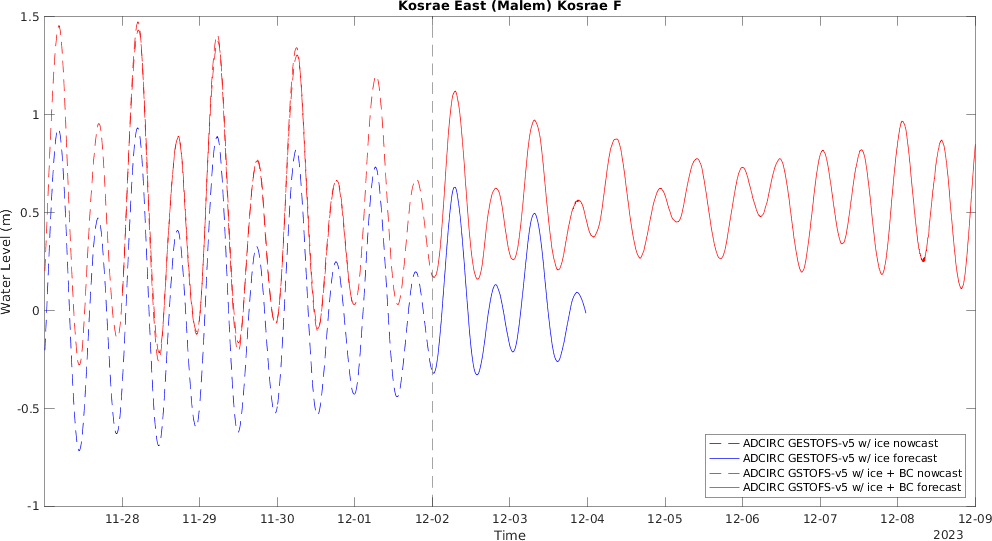 Kosrae East (Malem) Kosrae F
1.5
1
0.5
0
-0.5
-1
Water Level (m)
11-28 11-29 11-30 12-01 12-02 12-03 12-04 12-05 12-06 12-07 12-08 12-09
Time
2023
ADCIRC GESTOFS-v5 w/ ice nowcast
ADCIRC GESTOFS-v5 w/ ice forecast
ADCIRC GSTOFS-v5 w/ ice + BC nowcast
ADCIRC GSTOFS-v5 w/ ice + BC forecast